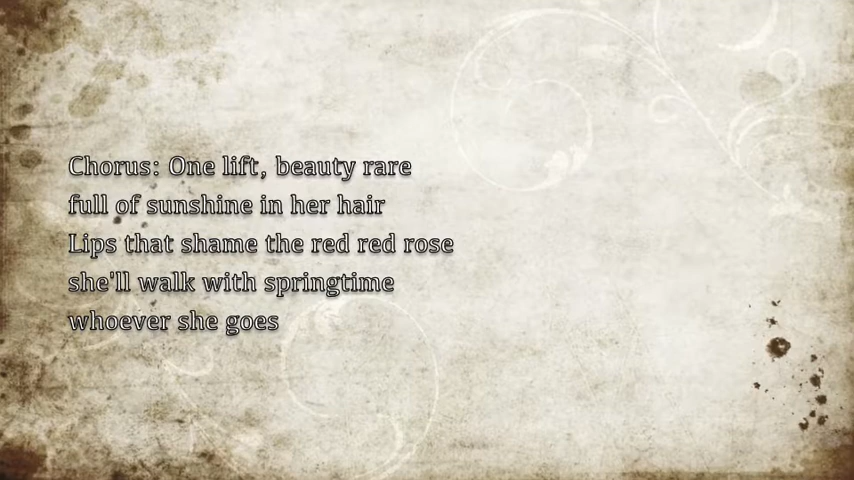 Chorus: One lift, beauty rare
full of sunshine in her hair
Lips that shame the red red rose
she'll walk with springtime
whoever she goes